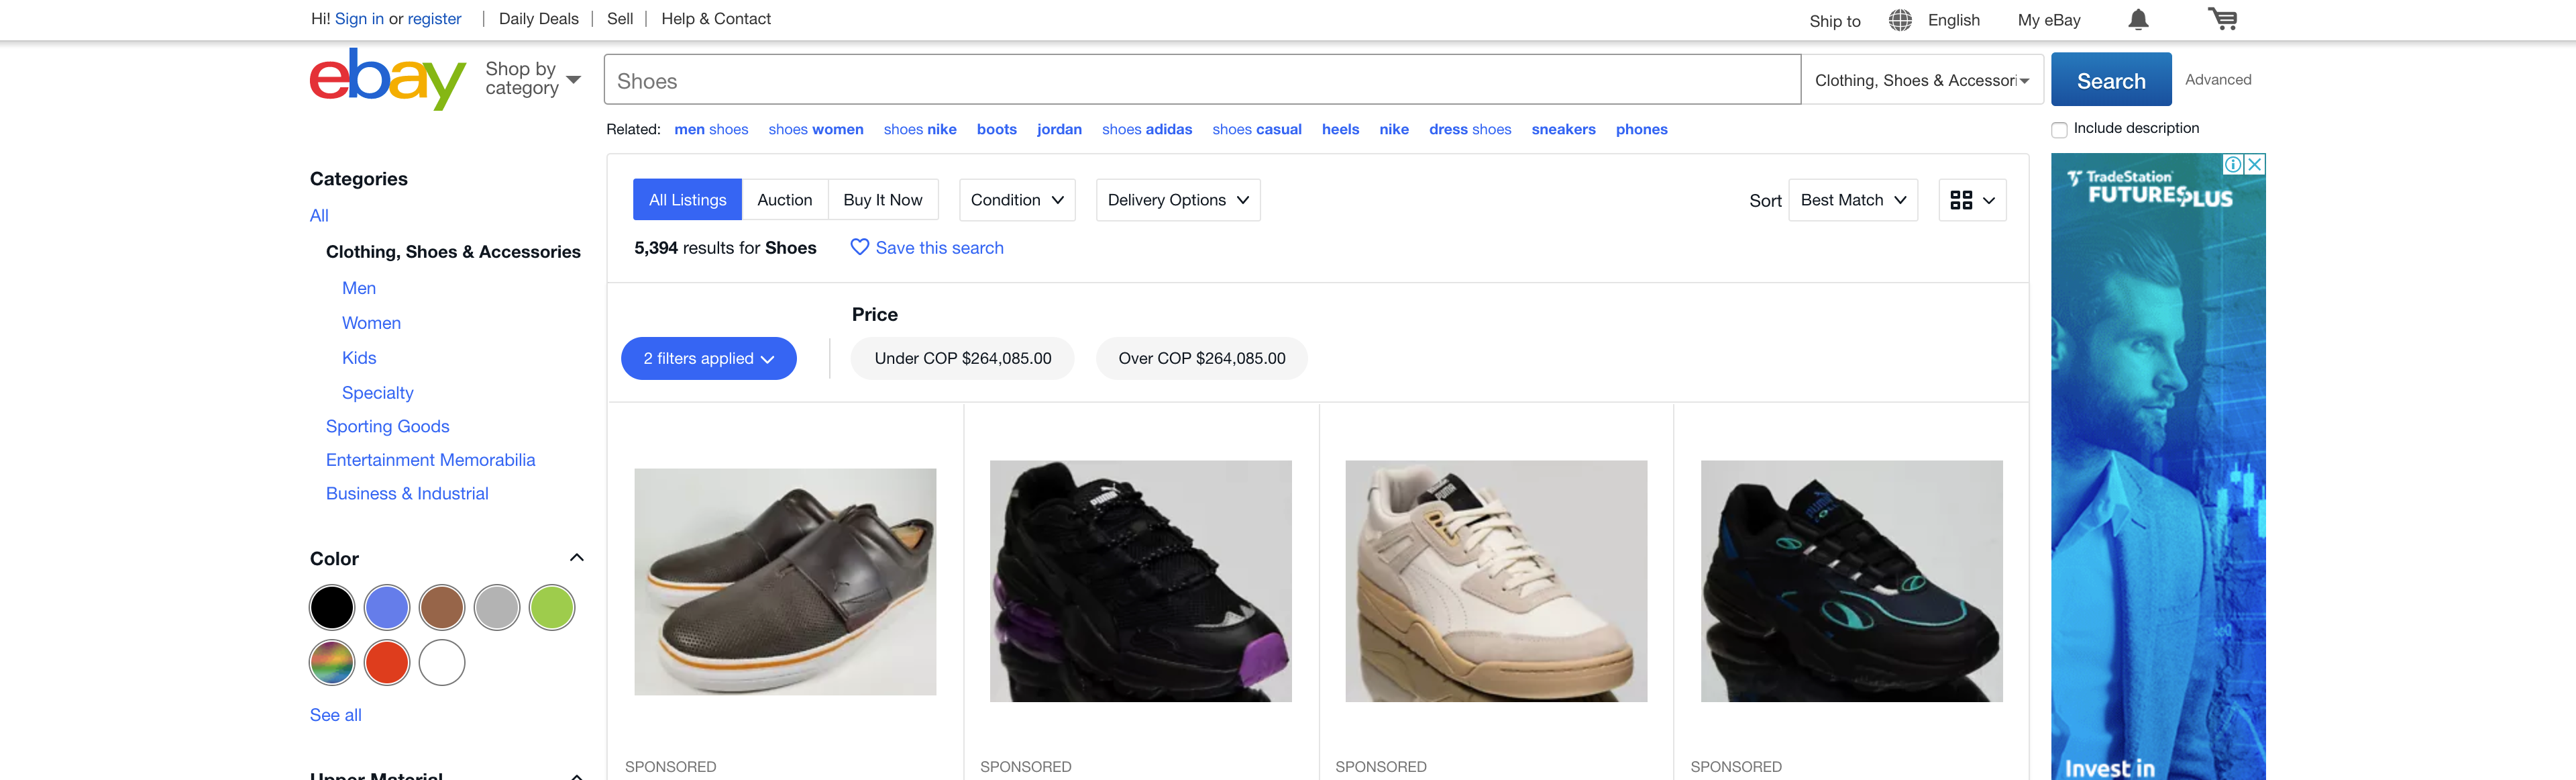 Hi! Sign in or register | Daily Deals | Sell | Help & Contact
Ship to English My eBay
ebay
Shop by
category
Shoes
Clothing, Shoes & Accessori
Search
Advanced
Related: men shoes shoes women shoes nike boots jordan shoes adidas shoes casual heels nike dress shoes sneakers phones
Include description
Categories
All
Clothing, Shoes & Accessories
Men
Women
Kids
Specialty
Sporting Goods
Entertainment Memorabilia
Business & Industrial
Color
See all
Upper Material
All Listings Auction Buy It Now Condition Delivery Options
Sort Best Match
5,394 results for Shoes Save this search
Price
2 filters applied Under COP $264,085.00 Over COP $264,085.00
PUMA
SPONSORED SPONSORED SPONSORED SPONSORED
TradeStation
FUTURES PLUS
Invest in